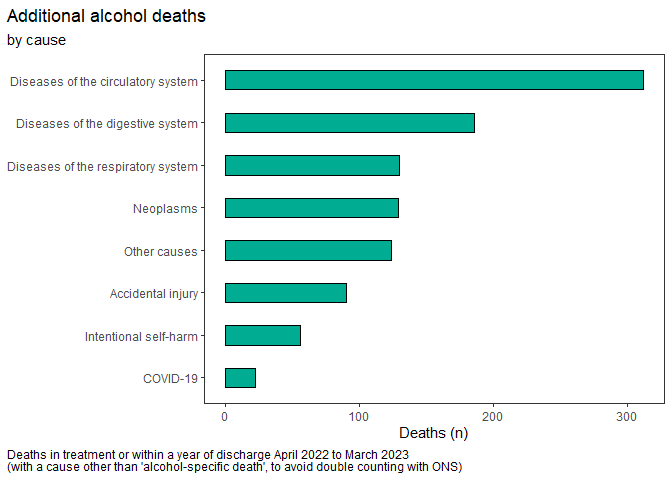 Additional alcohol deaths
by cause
Diseases of the circulatory system
Diseases of the digestive system
Diseases of the respiratory system
Neoplasms
Other causes
Accidental injury
Intentional self-harm
COVID-19
0 100 200 300
Deaths (n)
Deaths in treatment or within a year of discharge April 2022 to March 2023
(with a cause other than 'alcohol-specific death', to avoid double counting with ONS)